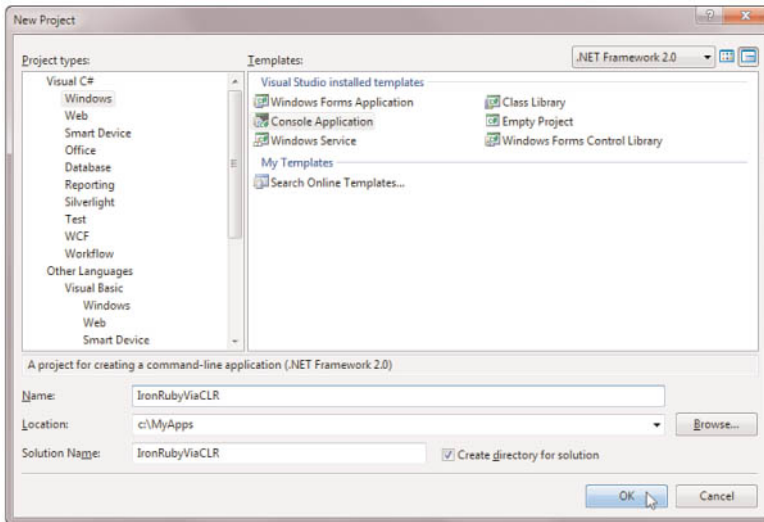 New Project
Project types:
Templates:
.NET Framework 2.0
Visual C#
Windows
Web
Smart Device
Office
Database
Reporting
Silverlight
Test
WCF
Workflow
Other Languages
Visual Basic
Windows
Web
Smart Device
Visual Studio installed templates
Windows Forms Application
Class Library
Console Application
Empty Project
Windows Service
Windows Forms Control Library
My Templates
Search Online Templates...
A project for creating a command-line application (.NET Framework 2.0)
Name:
IronRubyViaCLR
Location:
c:\MyApps
Browse...
Solution Name:
IronRubyViaCLR
Create directory for solution
OK
Cancel